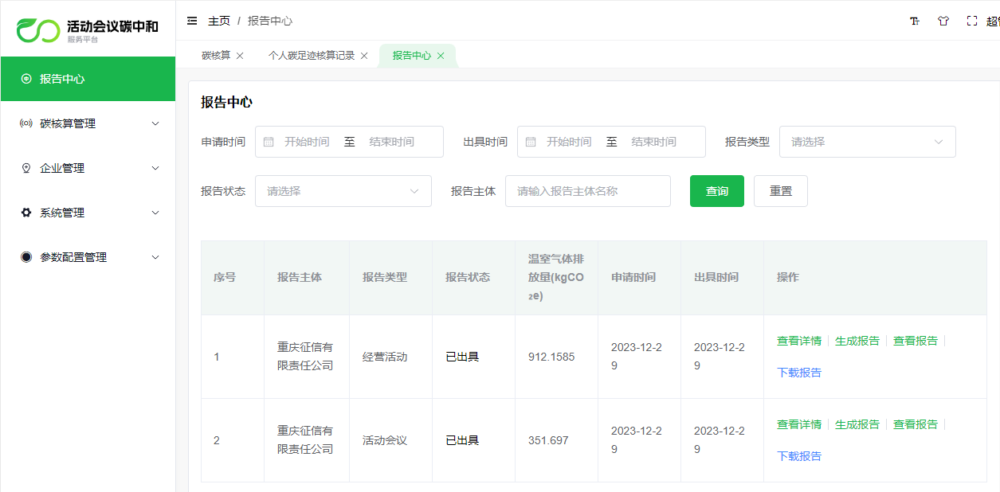 活动会议碳中和
服务平台
主页 / 报告中心
超管
碳核算
个人碳足迹核算记录
报告中心
报告中心
碳核算管理
企业管理
系统管理
参数配置管理
报告中心
申请时间 开始时间 至 结束时间 出具时间 开始时间 至 结束时间 报告类型 请选择
报告状态 请选择 报告主体 请输入报告主体名称 查询 重置
序号 报告主体 报告类型 报告状态
温室气体排
放量(kgCO
₂e)
申请时间 出具时间 操作
1
重庆征信有
限责任公司
经营活动 已出具 912.1585
2023-12-2
9
2023-12-2
9
查看详情 生成报告 查看报告
下载报告
2
重庆征信有
限责任公司
活动会议 已出具 351.697
2023-12-2
9
2023-12-2
9
查看详情 生成报告 查看报告
下载报告